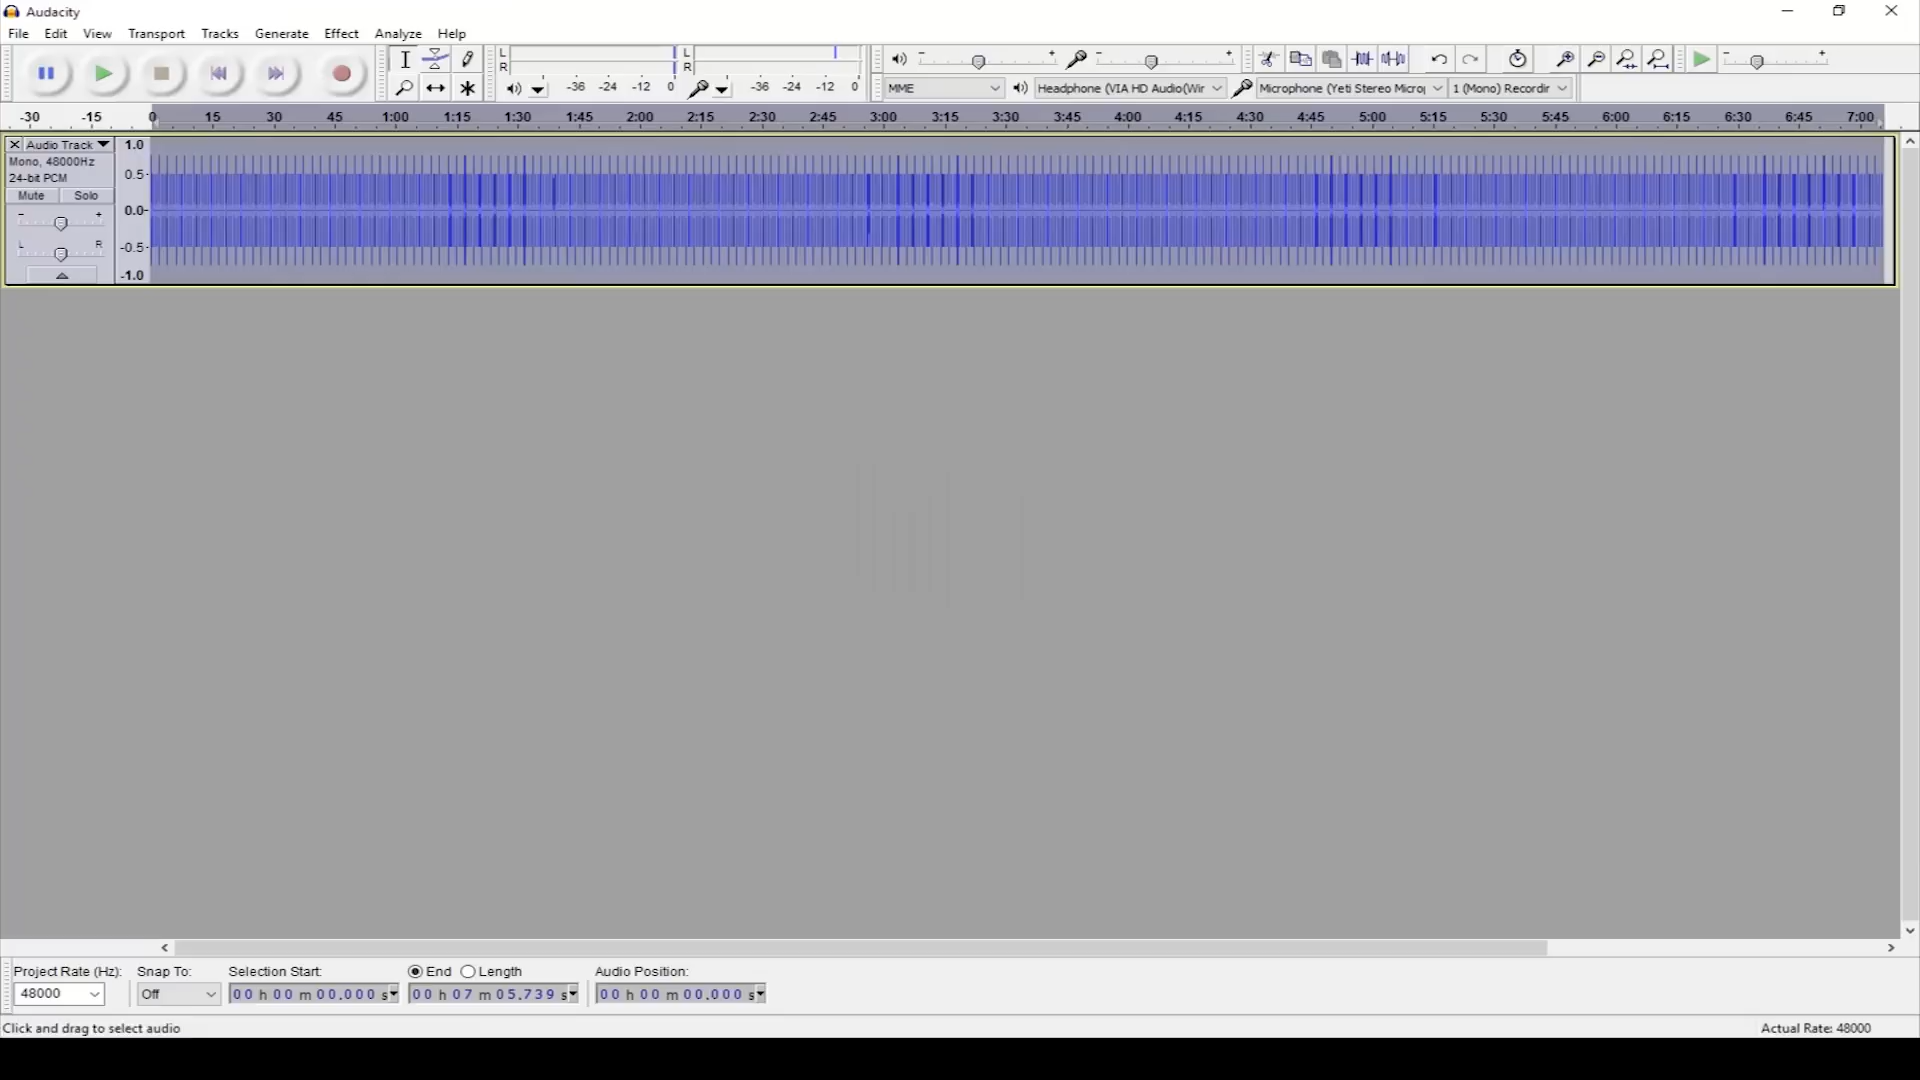 Audacity
File Edit View Transport Tracks Generate Effect Analyze Help
L
R
L
R
-36 -24 -12 0
-36 -24 -12 0
MME
Headphone (VIA HD Audio(Wir
Microphone (Yeti Stereo Microp
1 (Mono) Recordir
-30 -15 0 15 30 45 1:00 1:15 1:30 1:45 2:00 2:15 2:30 2:45 3:00 3:15 3:30 3:45 4:00 4:15 4:30 4:45 5:00 5:15 5:30 5:45 6:00 6:15 6:30 6:45 7:00
Audio Track
Mono, 48000Hz
24-bit PCM
Mute Solo
- +
L R
1.0
0.5-
0.0-
-0.5-
-1.0
Project Rate (Hz): Snap To: Selection Start: End Length Audio Position:
48000 Off 00 h 00 m 00.000 s 00 h 07 m 05.739 s 00 h 00 m 00.000 s
Click and drag to select audio Actual Rate: 48000